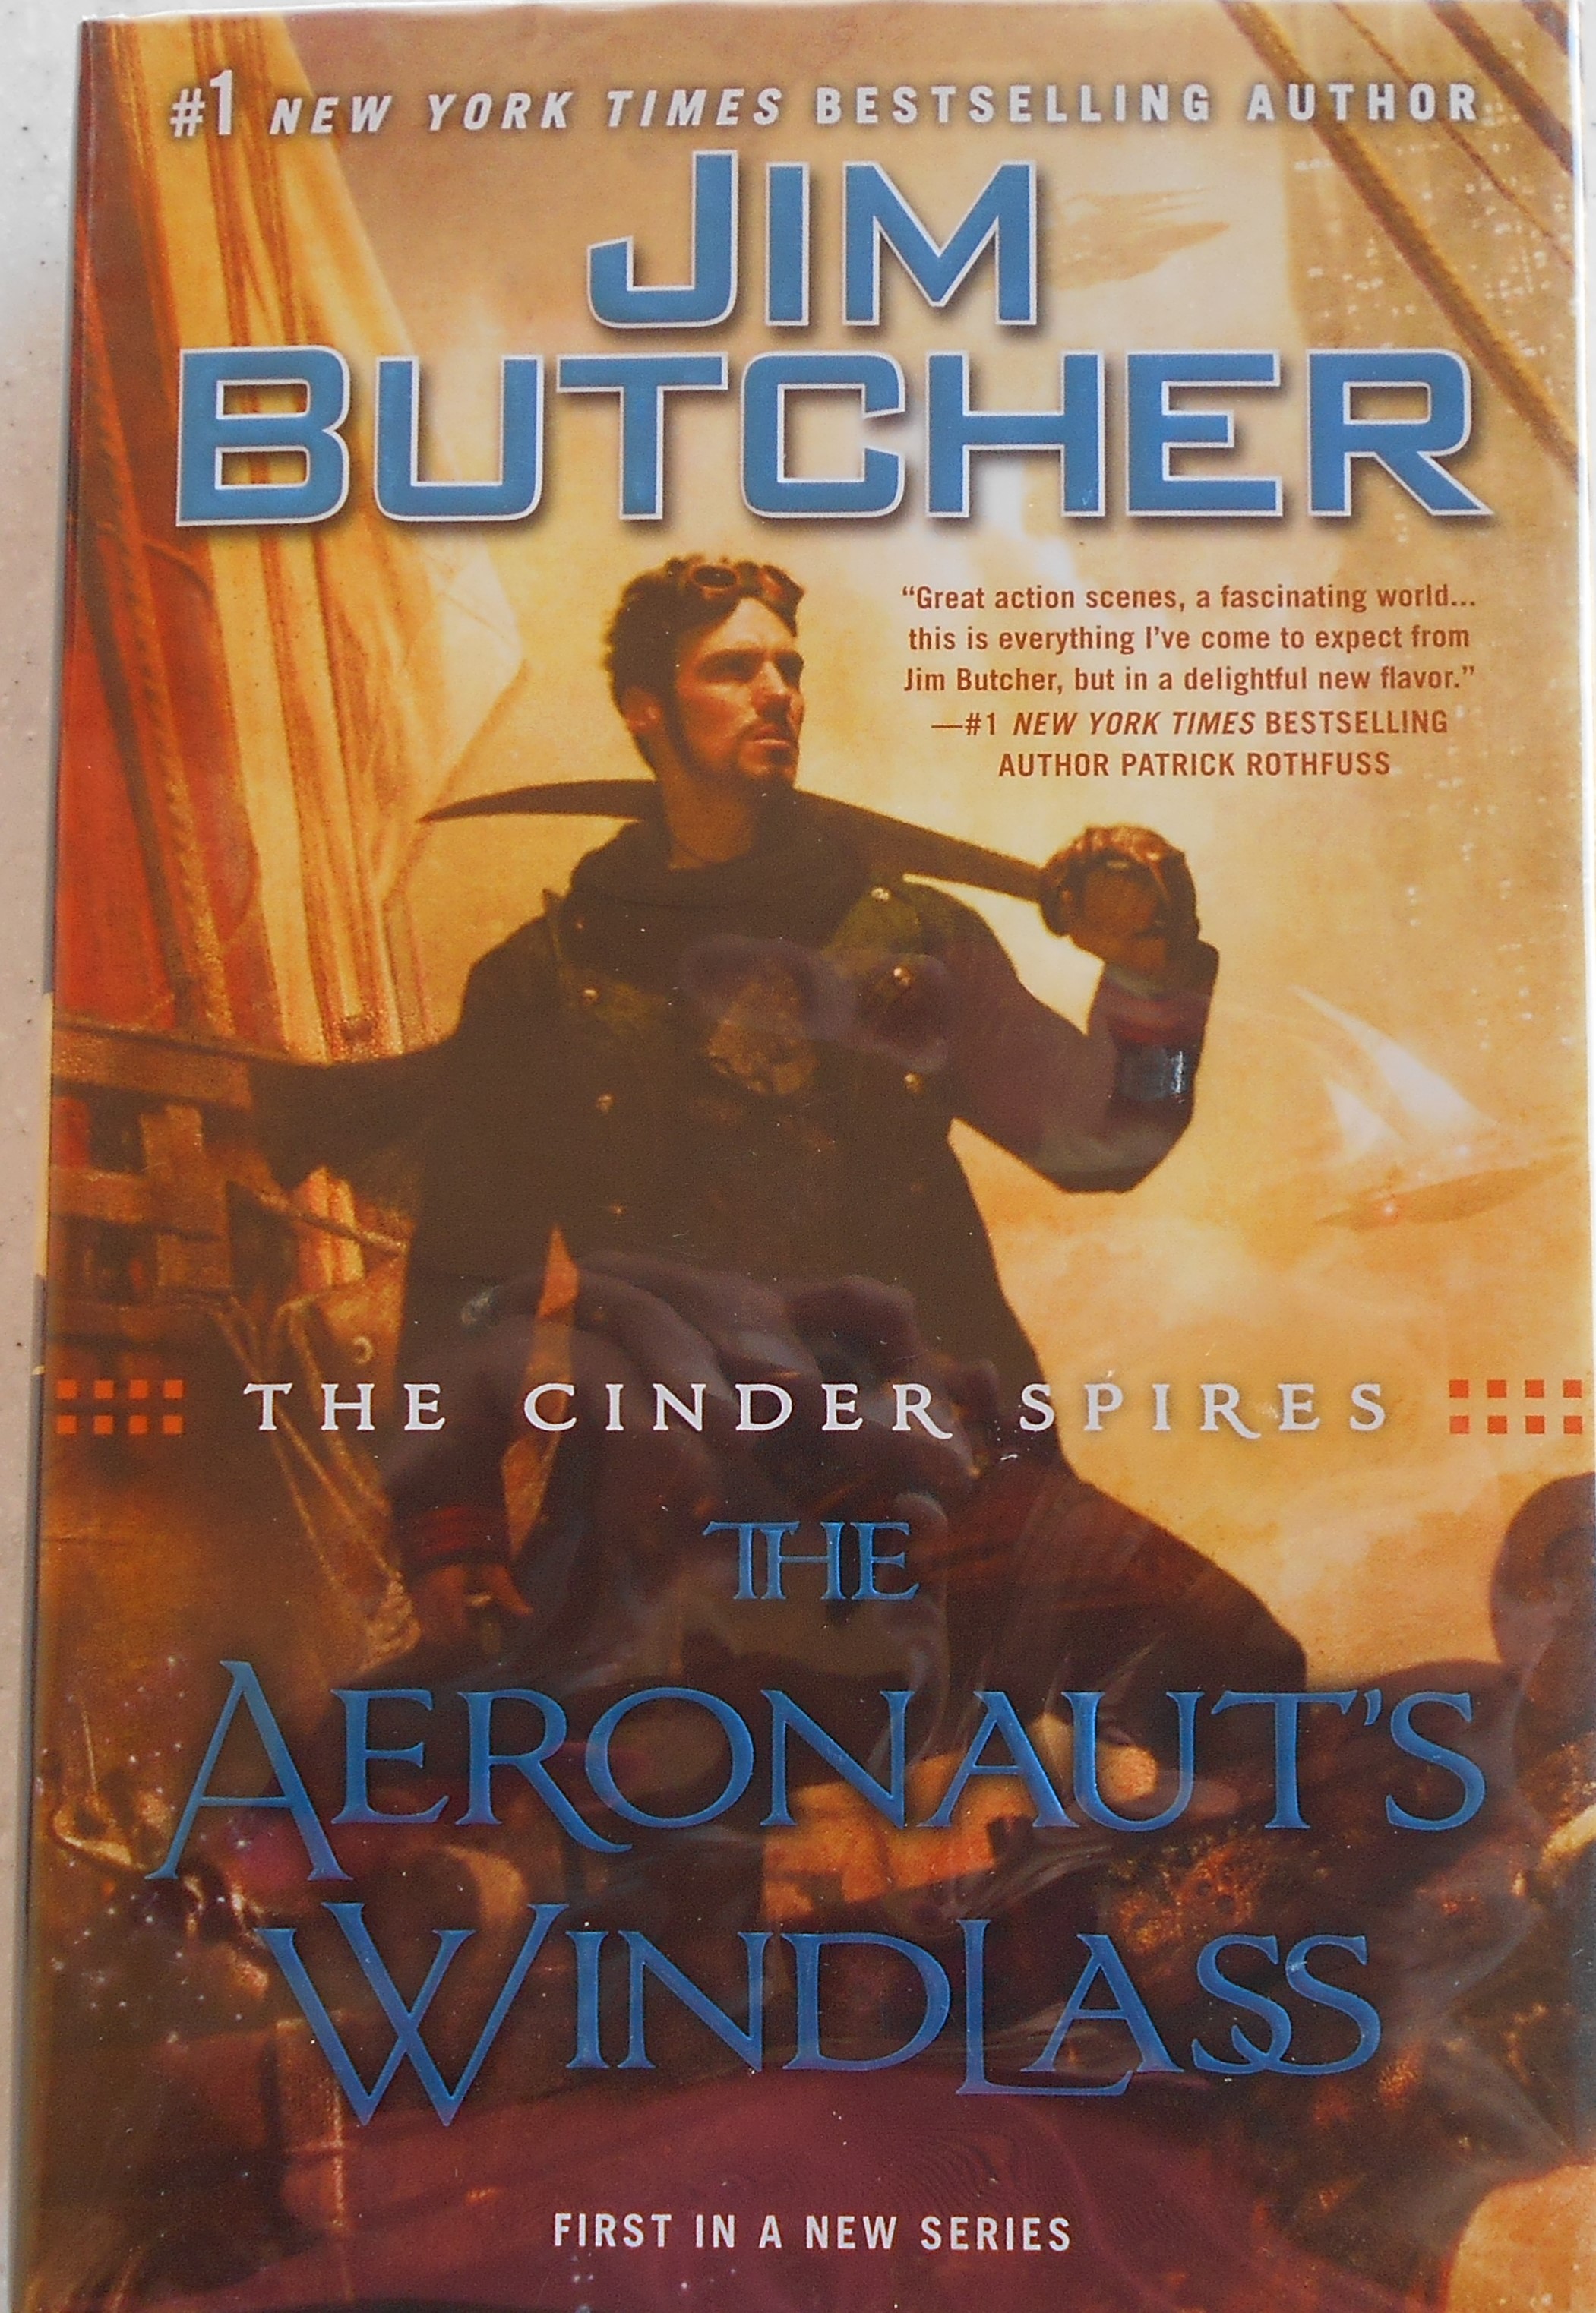 #1 NEW YORK TIMES BESTSELLING AUTHOR
JIM
BUTCHER
“Great action scenes, a fascinating world...
this is everything I’ve come to expect from
Jim Butcher, but in a delightful new flavor.”
—#1 NEW YORK TIMES BESTSELLING
AUTHOR PATRICK ROTHFUSS
THE CINDER SPIRES
THE
AERONAUT’S
WINDLASS
FIRST IN A NEW SERIES